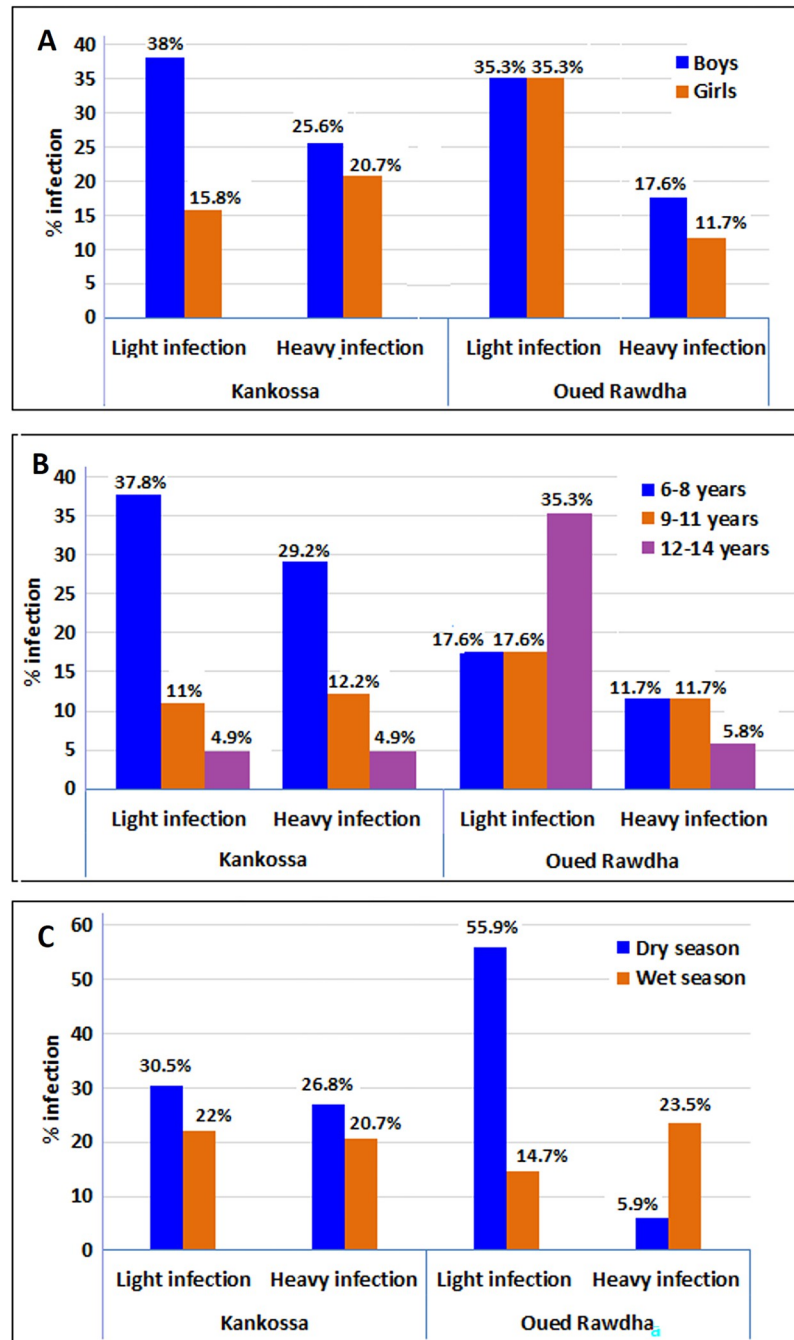 A
% infection
40
35
30
25
20
15
10
5
0
38%
15.8%
25.6%
20.7%
35.3% 35.3%
17.6%
11.7%
Boys
Girls
Light infection Heavy infection Light infection Heavy infection
Kankossa Oued Rawdha
B
% infection
40
35
30
25
20
15
10
5
0
37.8%
11%
4.9%
29.2%
12.2%
4.9%
17.6% 17.6%
35.3%
11.7% 11.7%
5.8%
6-8 years
9-11 years
12-14 years
Light infection Heavy infection Light infection Heavy infection
Kankossa Oued Rawdha
C
% infection
60
50
40
30
20
10
0
30.5%
22%
26.8%
20.7%
55.9%
14.7%
5.9%
23.5%
Dry season
Wet season
Light infection Heavy infection Light infection Heavy infection
Kankossa Oued Rawdha